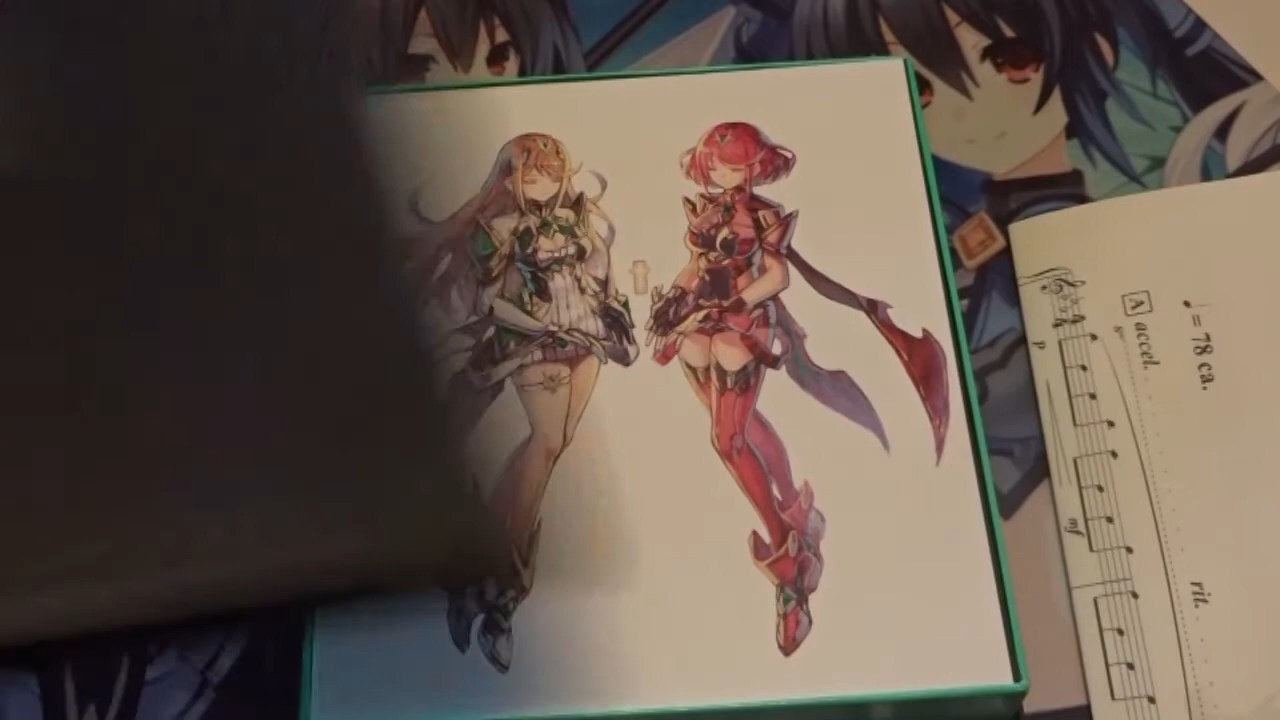 ♩ = 78 ca.
A accel.
p
mf
rit.